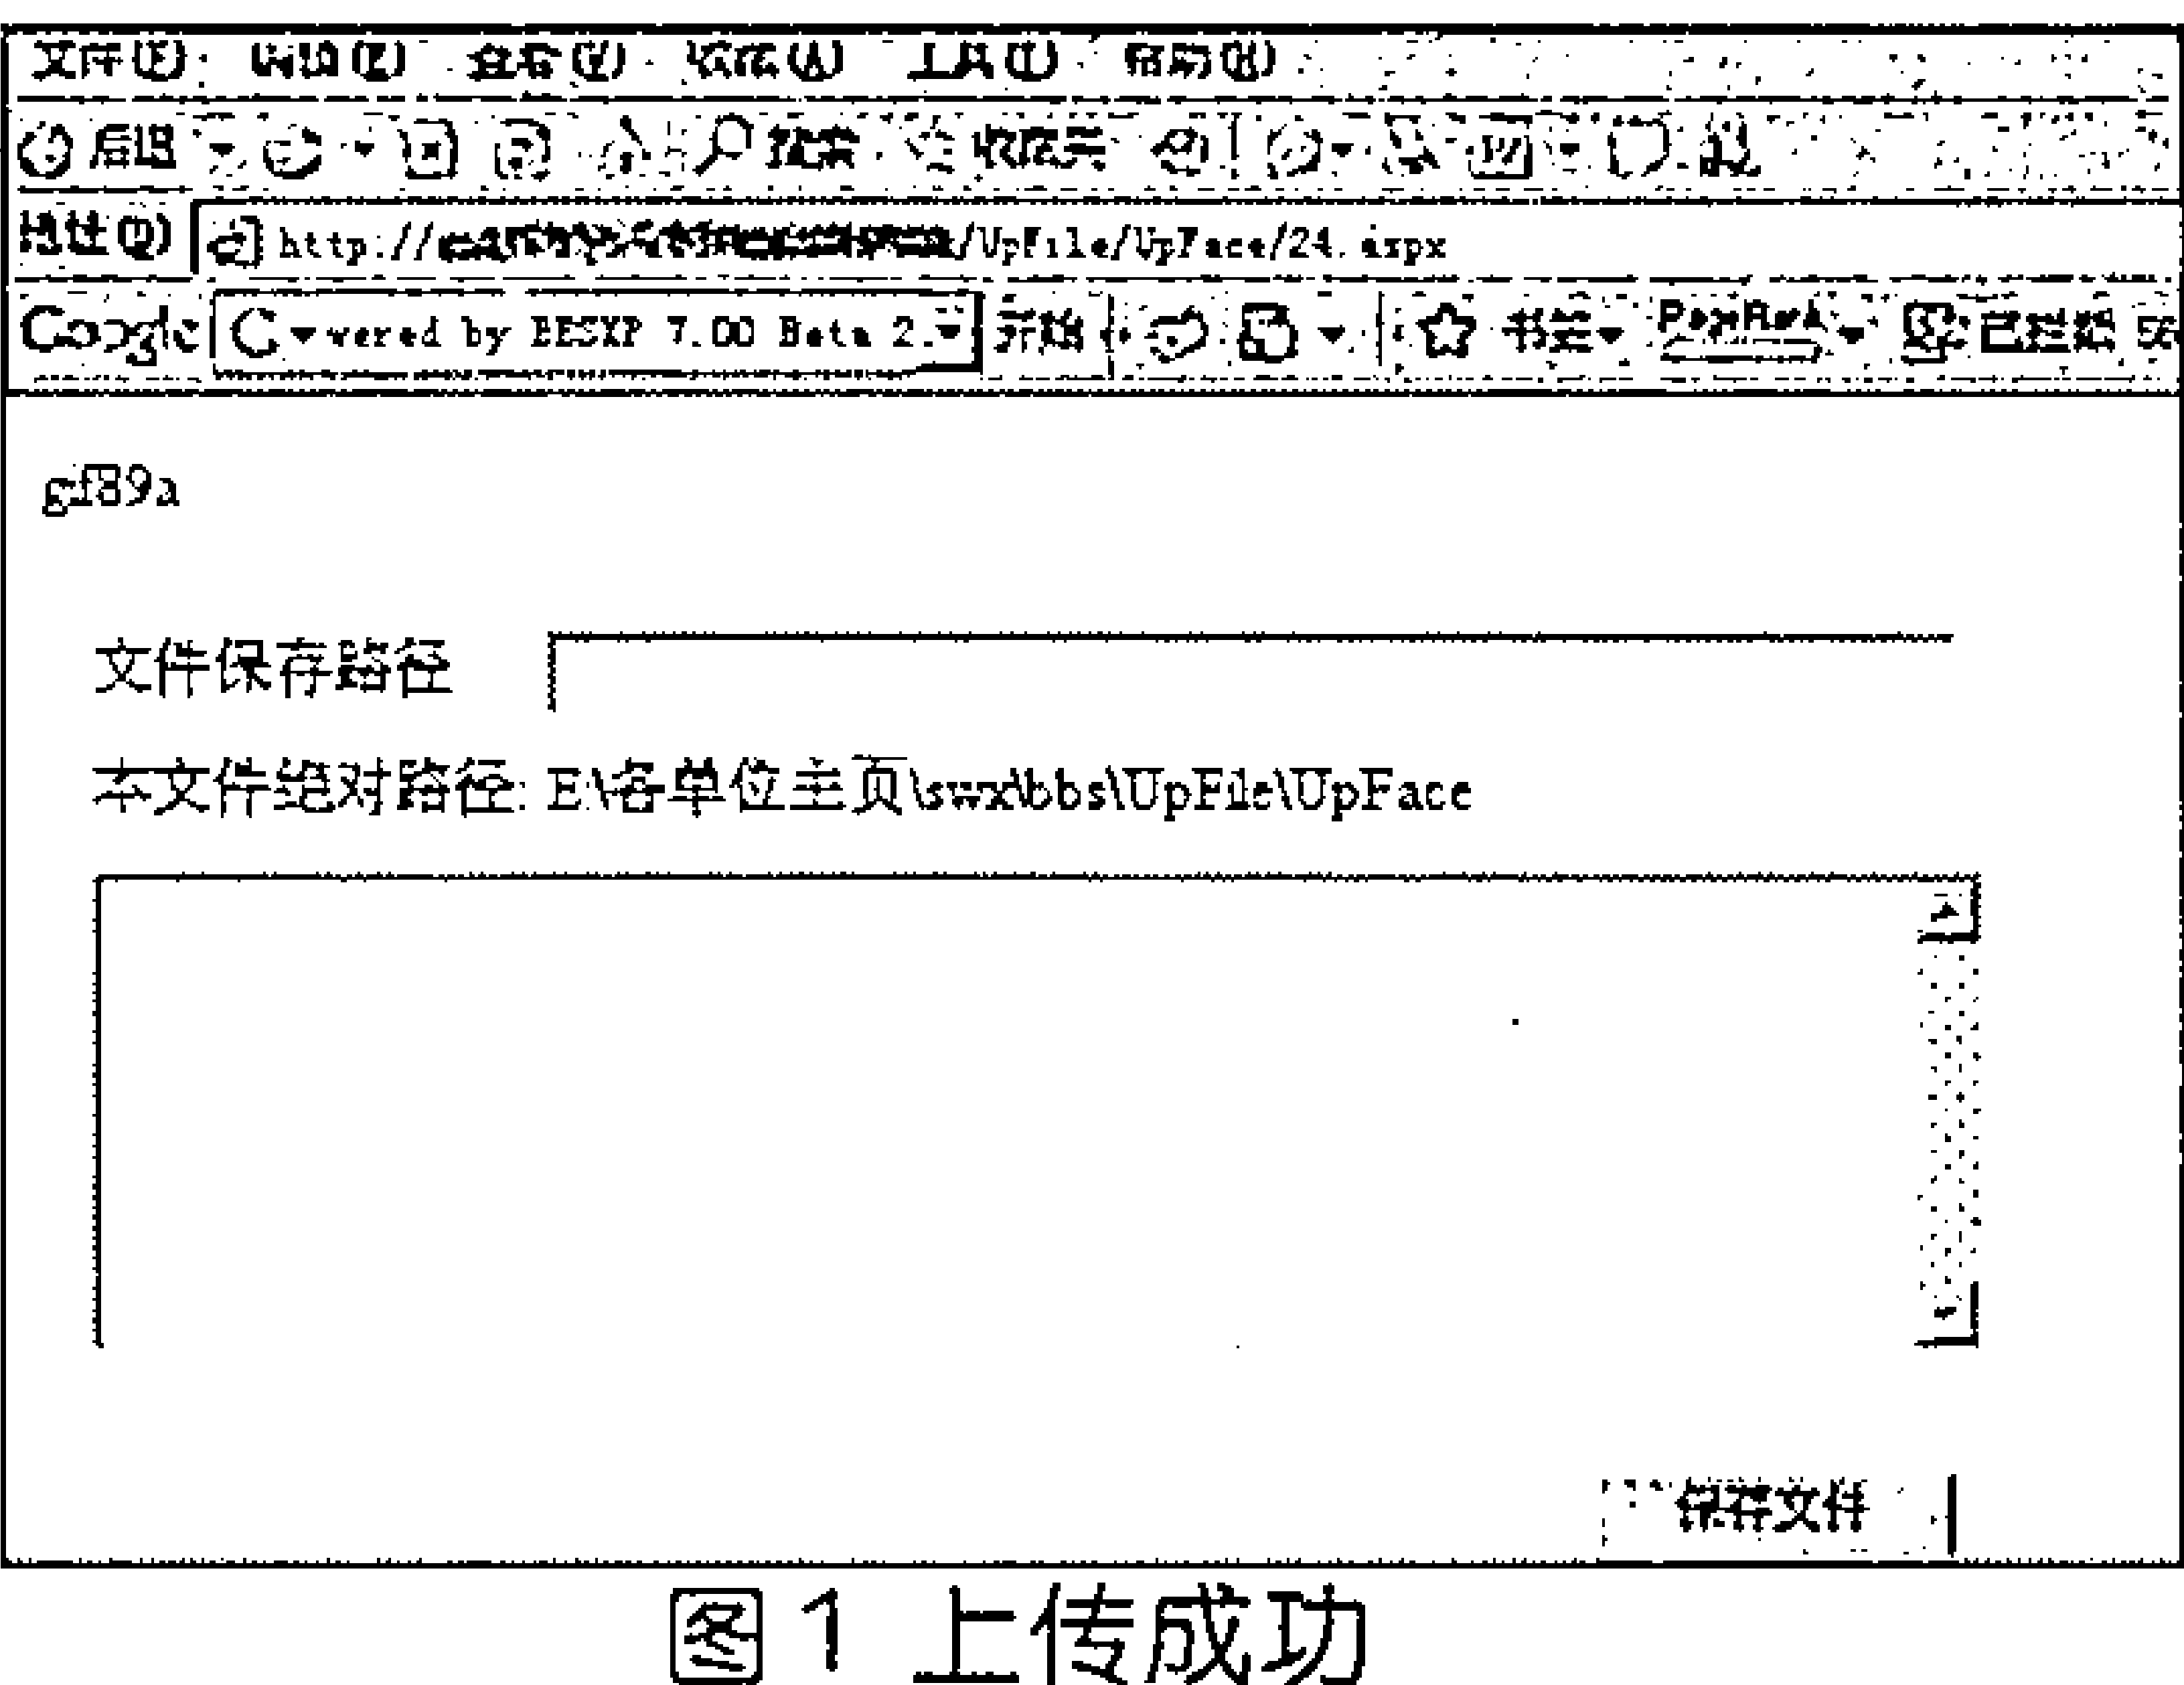 文件(F) 编辑(E) 查看(V) 收藏(A) 工具(T) 帮助(H)
后退 搜索 收藏夹
地址(D) http:// /UpFile/UpFace/24.aspx
Google wered by BBSXP 7.00 Beta 2. 开始 书签 PageRank 已拦截
gif89a
文件保存路径
本文件绝对路径: E:\各单位主页\swx\bbs\UpFile\UpFace
保存文件
图 1 上传成功